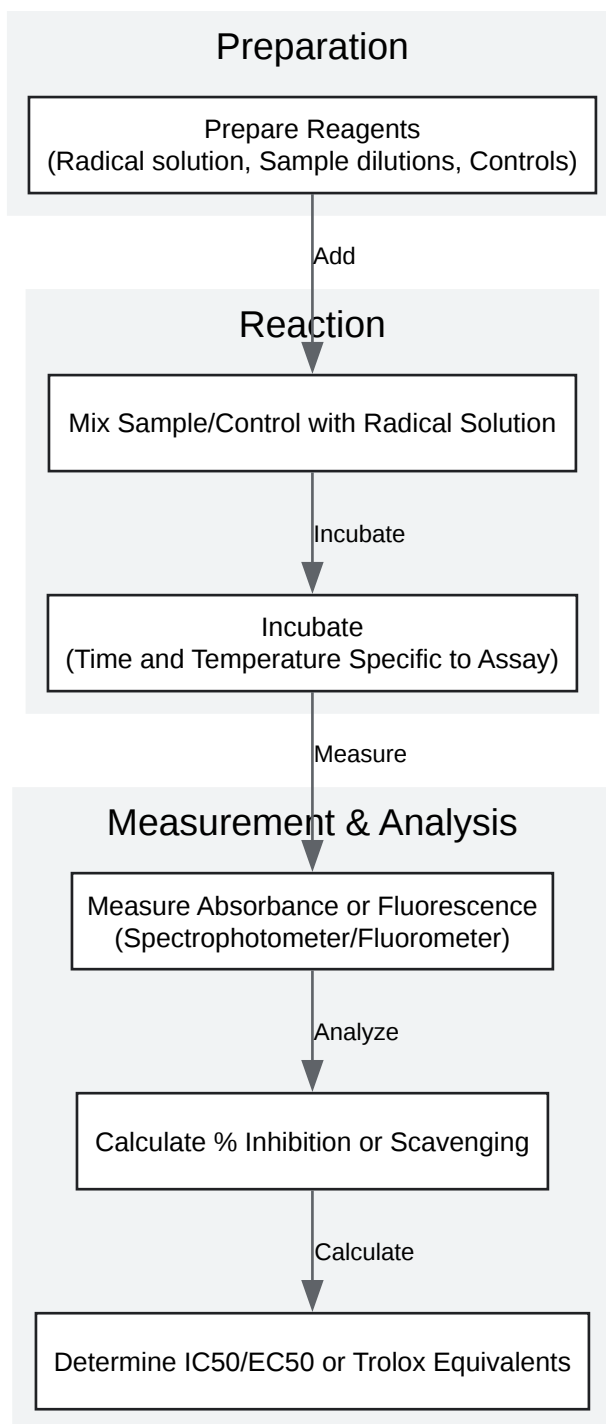 Preparation
Prepare Reagents
(Radical solution, Sample dilutions, Controls)
Add
Reaction
Mix Sample/Control with Radical Solution
Incubate
Incubate
(Time and Temperature Specific to Assay)
Measure
Measurement & Analysis
Measure Absorbance or Fluorescence
(Spectrophotometer/Fluorometer)
Analyze
Calculate % Inhibition or Scavenging
Calculate
Determine IC50/EC50 or Trolox Equivalents